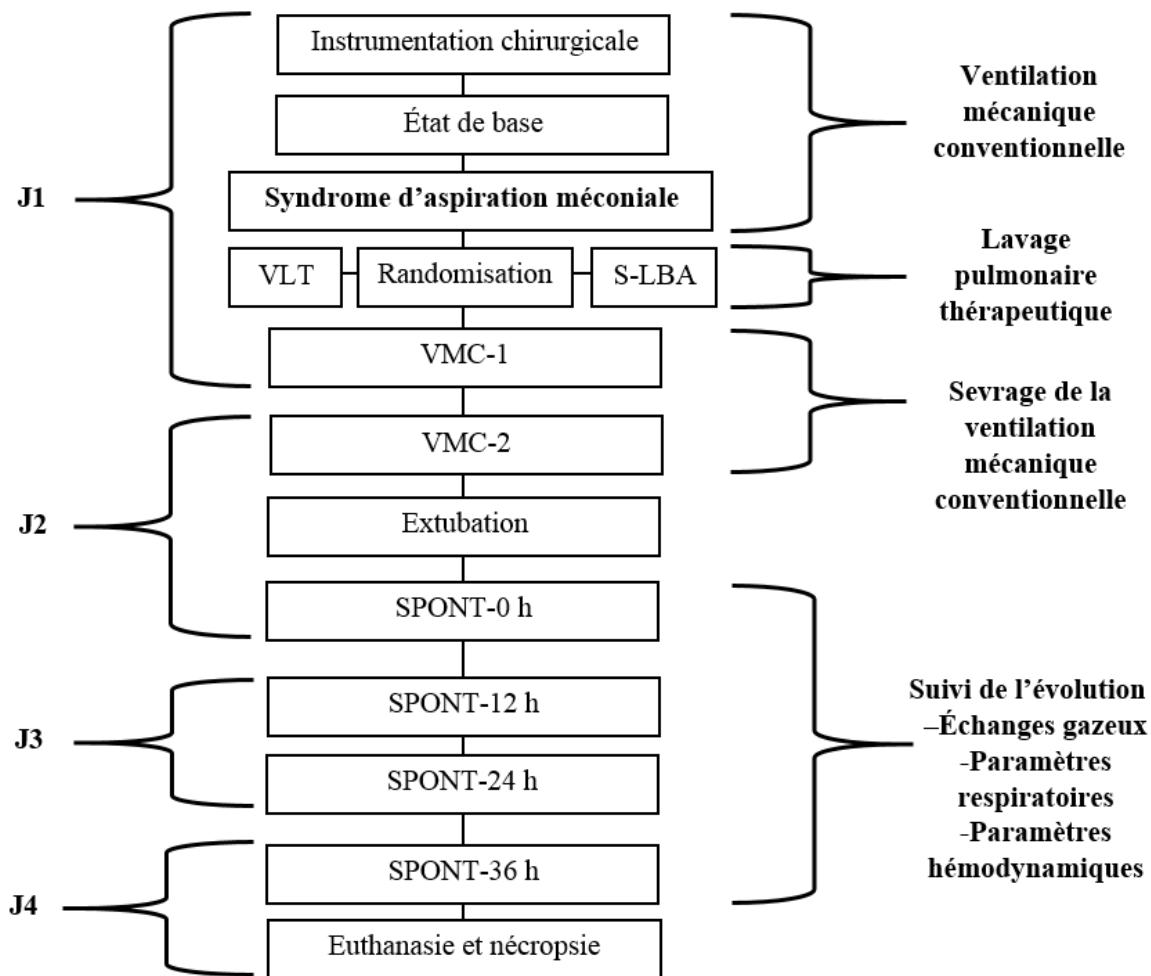 Instrumentation chirurgicale
État de base
Syndrome d'aspiration méconiale
VLT
Randomisation
S-LBA
VMC-1
VMC-2
Extubation
SPONT-0 h
SPONT-12 h
SPONT-24 h
SPONT-36 h
Euthanasie et nécropsie
J1
J2
J3
J4
Ventilation
mécanique
conventionnelle
Lavage
pulmonaire
thérapeutique
Sevrage de la
ventilation
mécanique
conventionnelle
Suivi de l'évolution
–Échanges gazeux
-Paramètres
respiratoires
-Paramètres
hémodynamiques